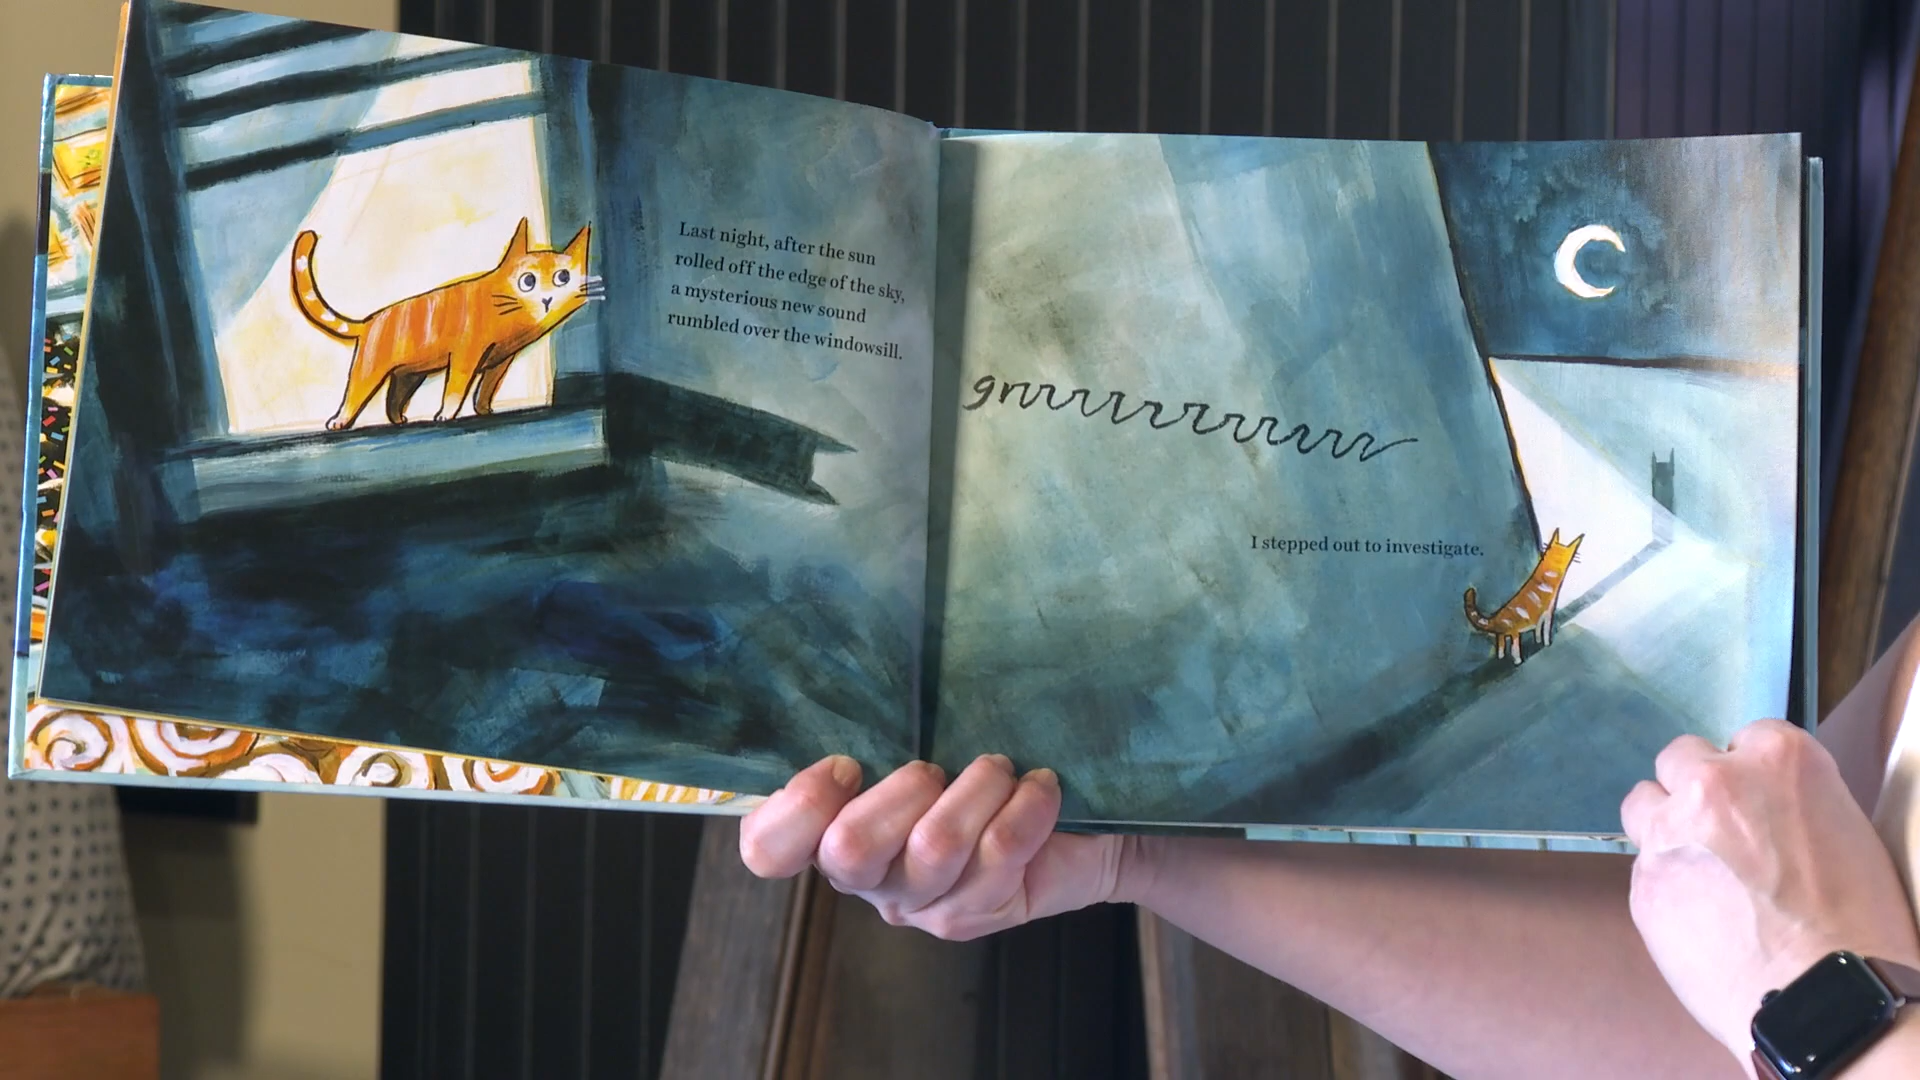 Last night, after the sun
rolled off the edge of the sky,
a mysterious new sound
rumbled over the windowsill.
grrrrrrrrrrr
I stepped out to investigate.